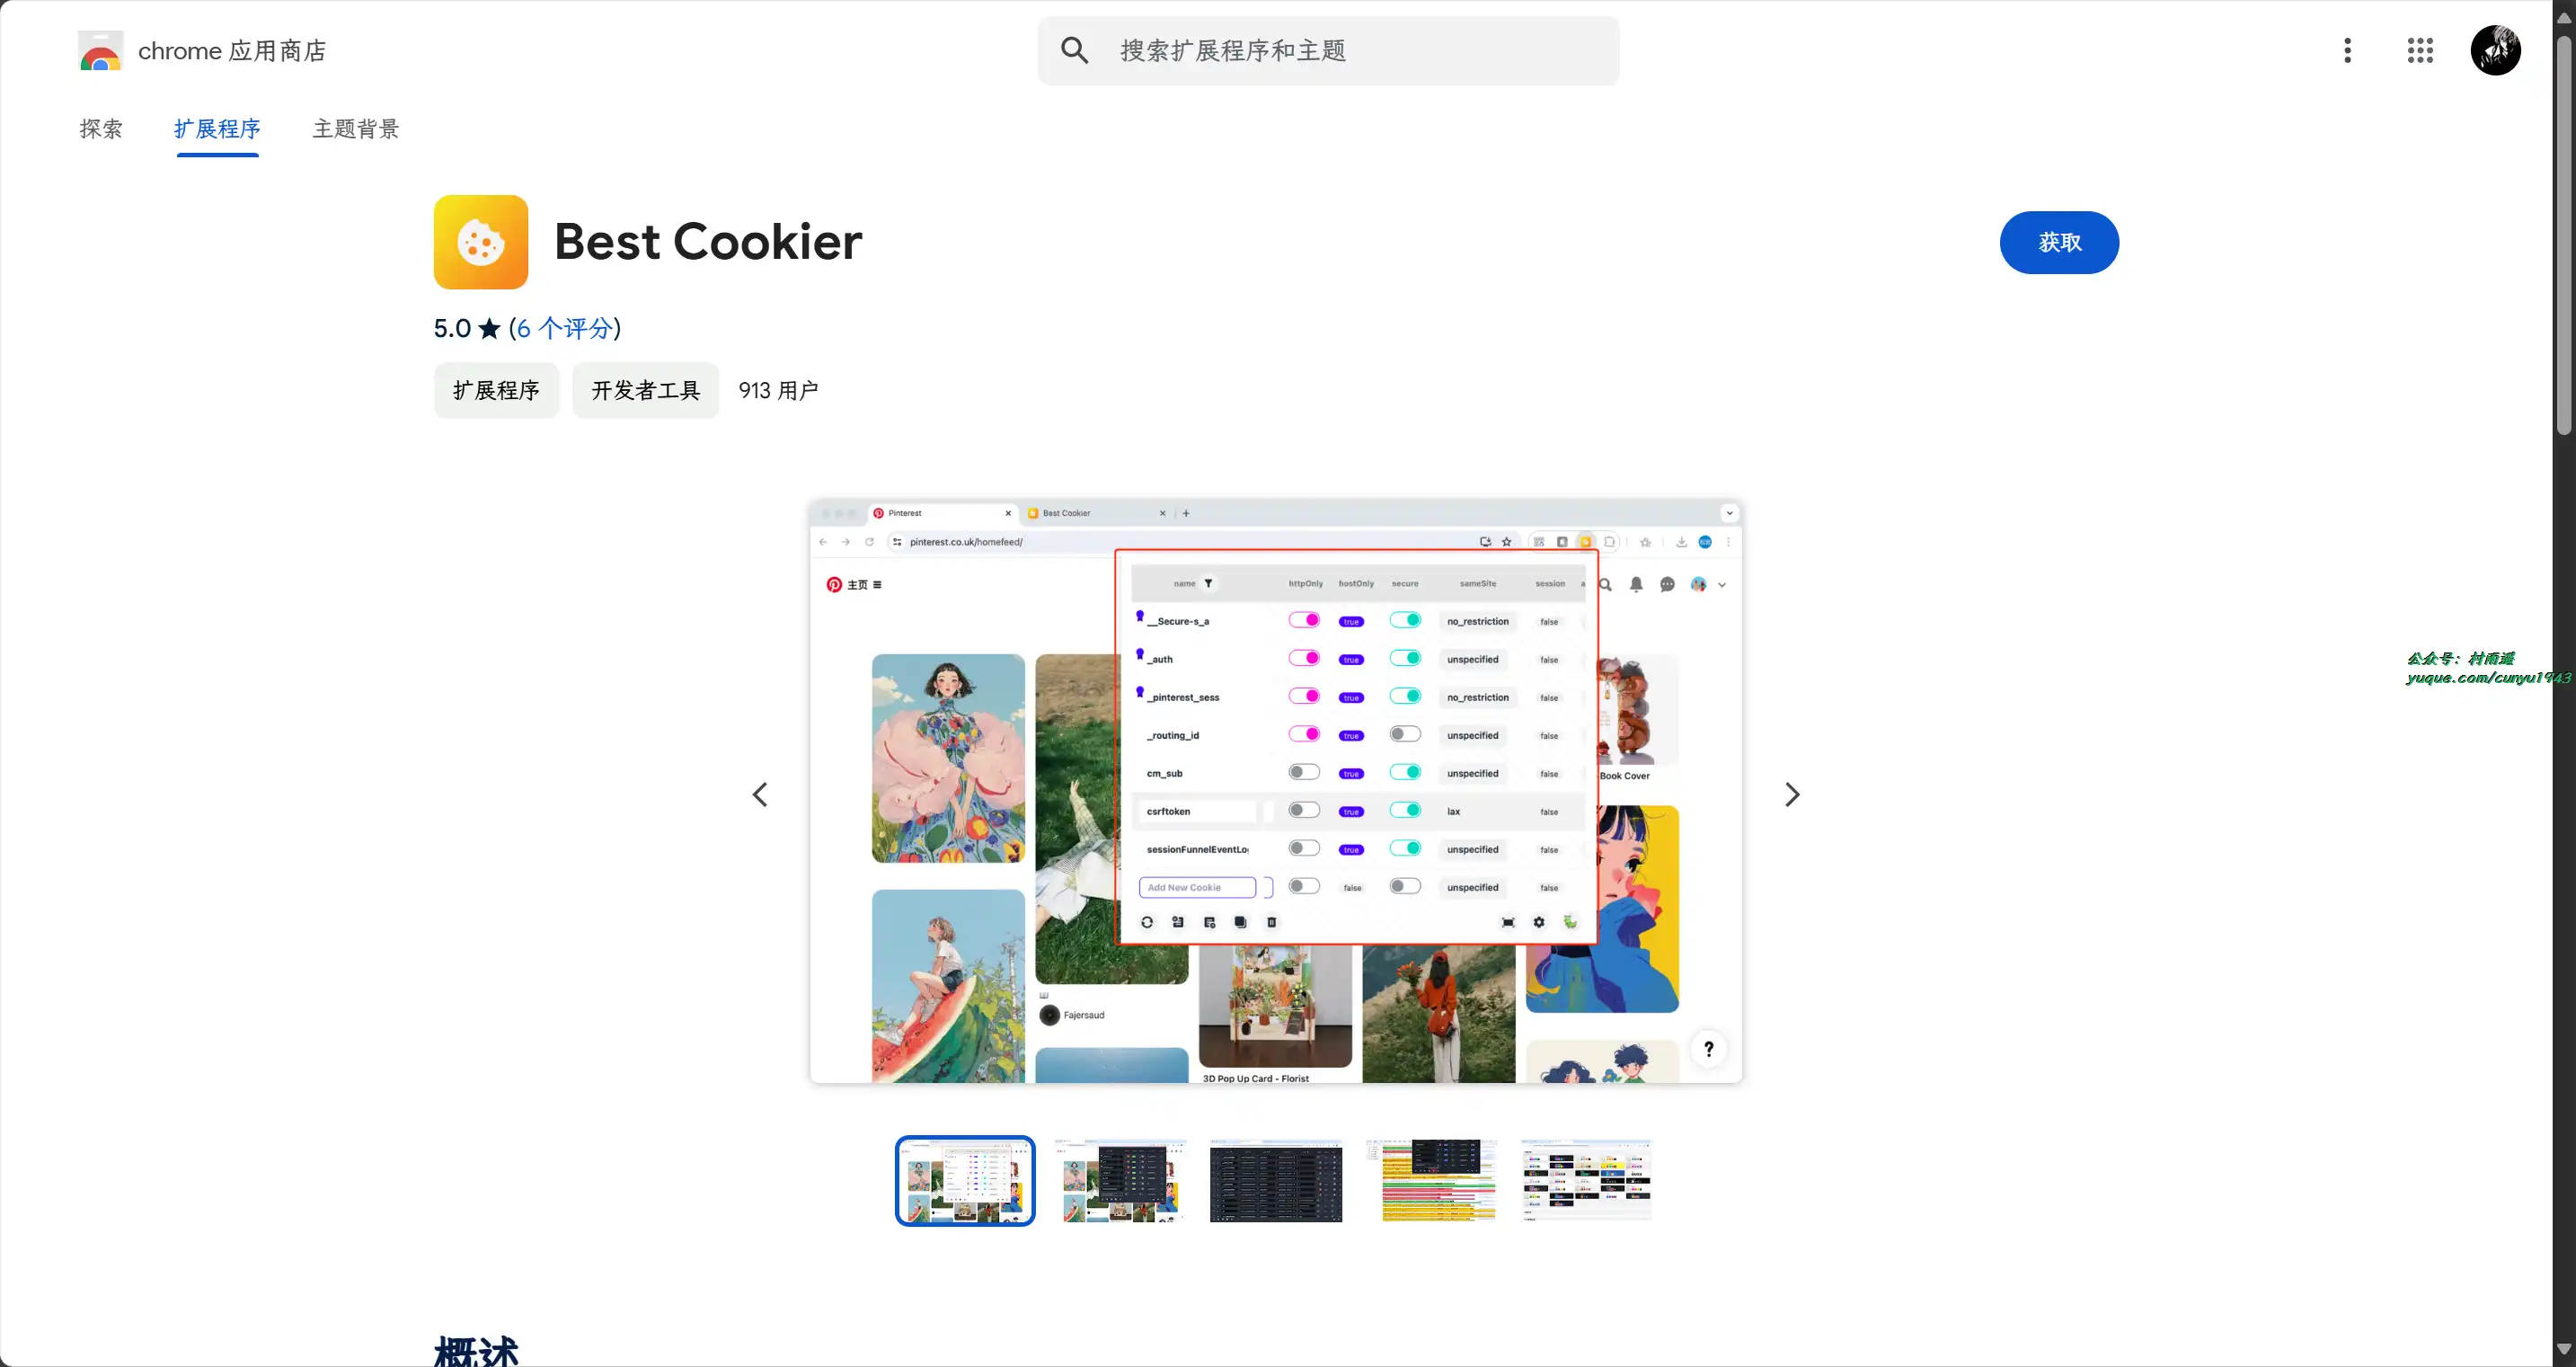 chrome 应用商店
搜索扩展程序和主题
探索
扩展程序
主题背景
Best Cookier
获取
5.0 ★ (6 个评分)
扩展程序
开发者工具
913 用户
Pinterest
Best Cookier
pinterest.co.uk/homefeed/
主页
name httpOnly hostOnly secure sameSite session a
__Secure-s_a true no_restriction false
_auth true unspecified false
_pinterest_sess true no_restriction false
_routing_id true unspecified false
cm_sub true unspecified false
csrftoken true lax false
sessionFunnelEventLo true unspecified false
Add New Cookie false unspecified false
Book Cover
Fajersaud
3D Pop Up Card - Florist
?
公众号：村雨遥
yuque.com/cunyu1943
概述